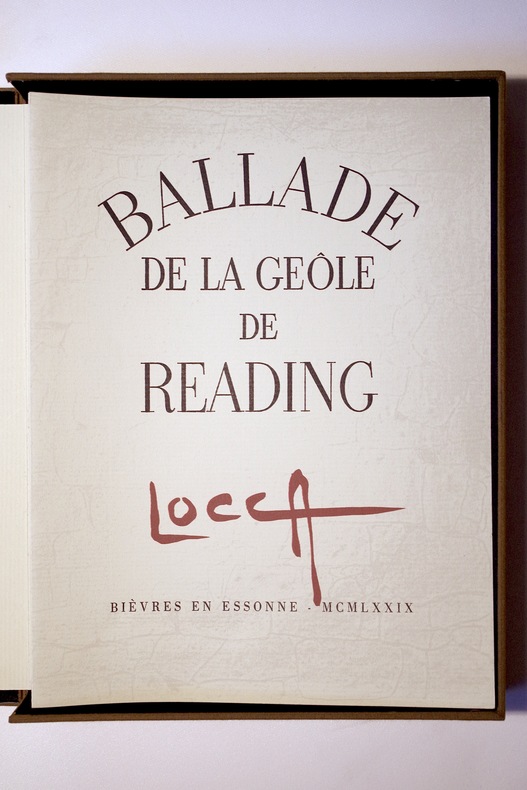 BALLADE
DE LA GEÔLE
DE
READING
LOCCA
BIÈVRES EN ESSONNE - MCMLXXIX